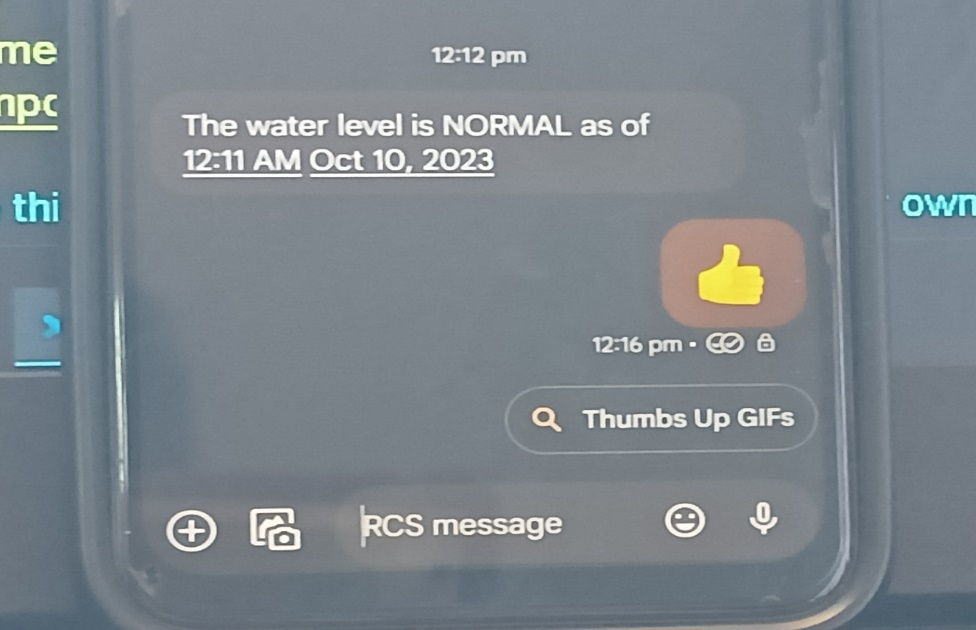 me
12:12 pm
The water level is NORMAL as of
12:11 AM Oct 10, 2023
thi
own
12:16 pm •
Thumbs Up GIFs
RCS message